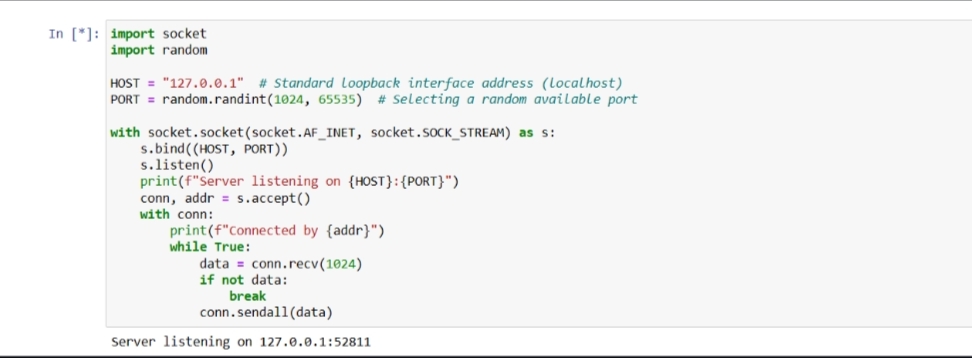 In [*]: import socket
import random
HOST = "127.0.0.1"  # Standard loopback interface address (localhost)
PORT = random.randint(1024, 65535)  # Selecting a random available port
with socket.socket(socket.AF_INET, socket.SOCK_STREAM) as s:
    s.bind((HOST, PORT))
    s.listen()
    print(f"Server listening on {HOST}:{PORT}")
    conn, addr = s.accept()
    with conn:
        print(f"Connected by {addr}")
        while True:
            data = conn.recv(1024)
            if not data:
                break
            conn.sendall(data)
Server listening on 127.0.0.1:52811